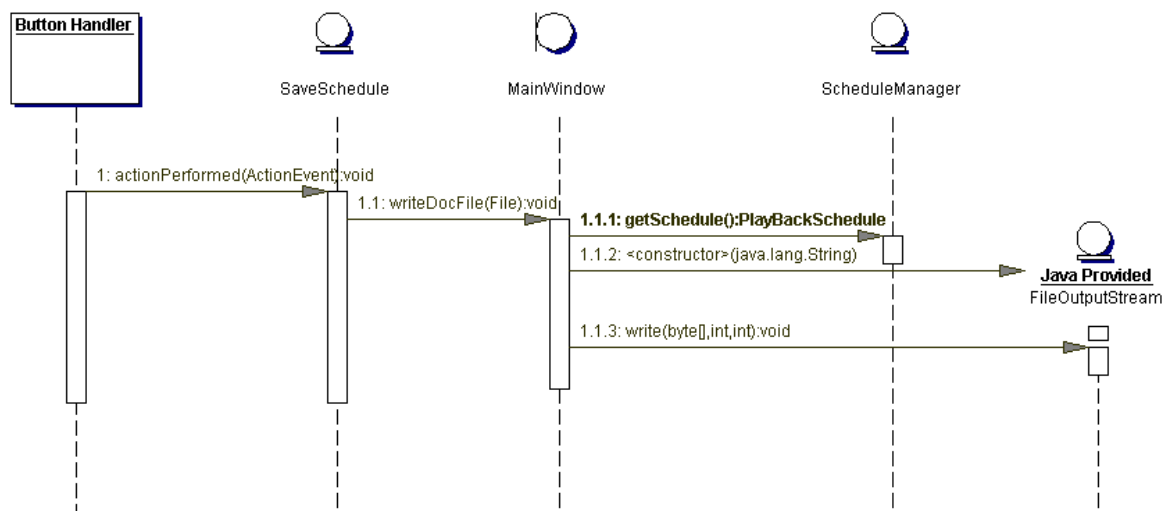 Button Handler
SaveSchedule
MainWindow
ScheduleManager
1: actionPerformed(ActionEvent):void
1.1: writeDocFile(File):void
1.1.1: getSchedule():PlayBackSchedule
1.1.2: <constructor>(java.lang.String)
Java Provided
FileOutputStream
1.1.3: write(byte[],int,int):void